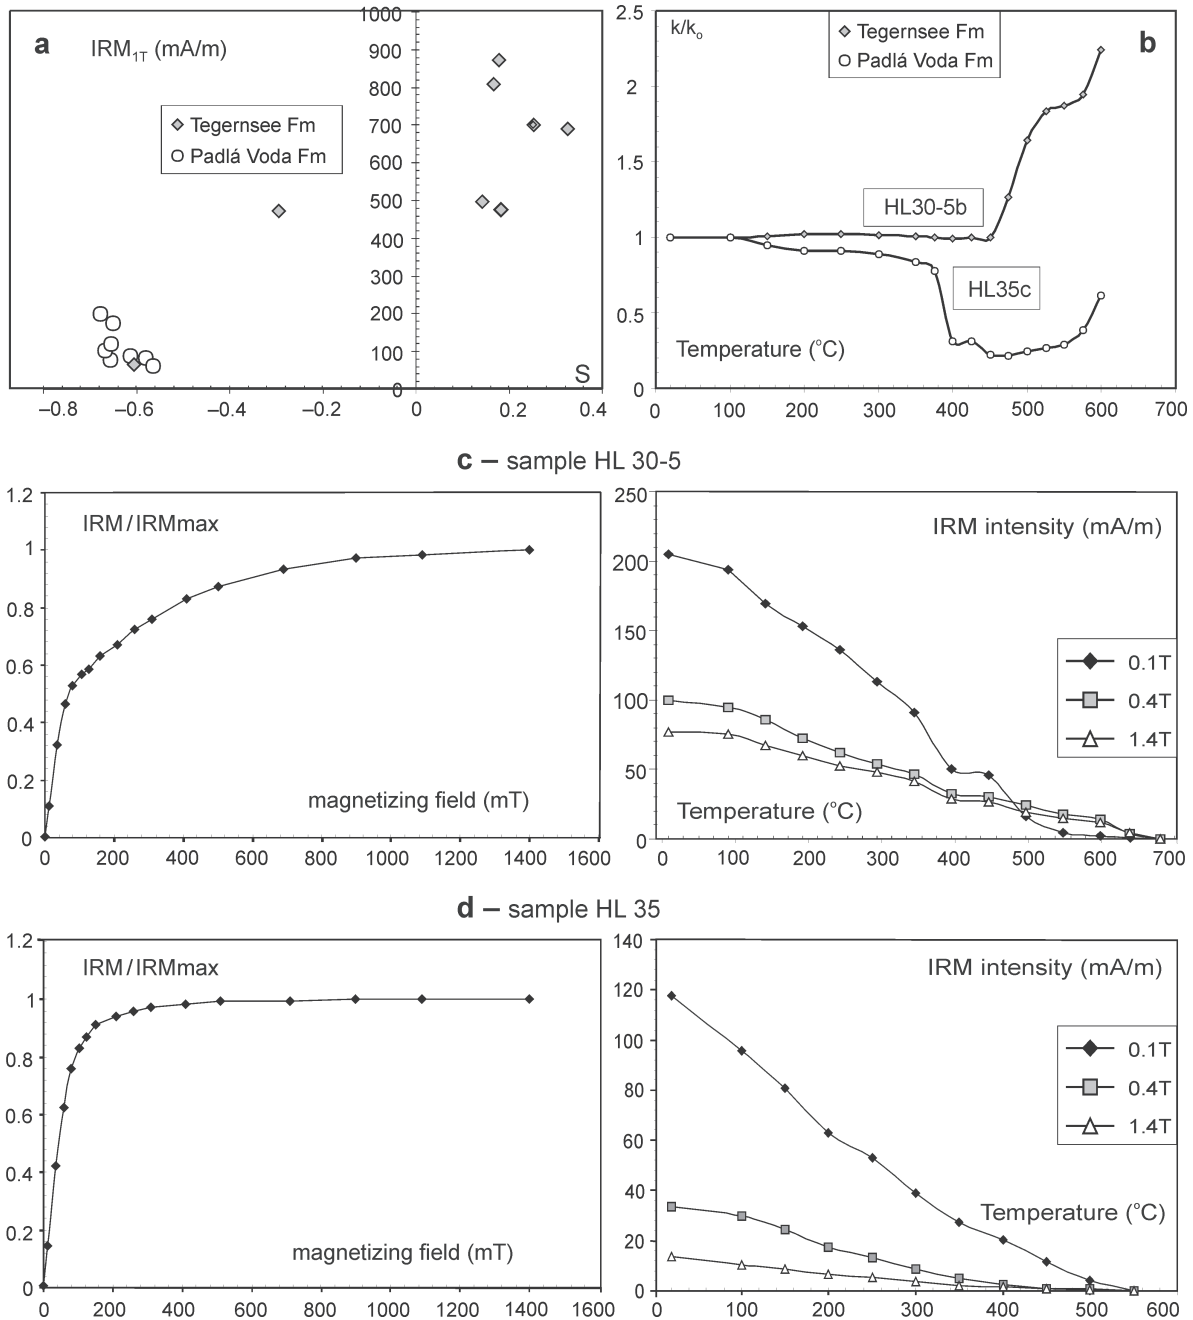 a
IRM1T (mA/m)
Tegernsee Fm
Padlá Voda Fm
1000
900
800
700
600
500
400
300
200
100
0
S
–0.8
–0.6
–0.4
–0.2
0
0.2
0.4
b
k/ko
Tegernsee Fm
Padlá Voda Fm
HL30-5b
HL35c
Temperature (°C)
2.5
2
1.5
1
0.5
0
0 100 200 300 400 500 600 700
c – sample HL 30-5
IRM/IRMmax
magnetizing field (mT)
1.2
1
0.8
0.6
0.4
0.2
0
0 200 400 600 800 1000 1200 1400 1600
IRM intensity (mA/m)
0.1T
0.4T
1.4T
Temperature (°C)
250
200
150
100
50
0
0 100 200 300 400 500 600 700
d – sample HL 35
IRM/IRMmax
magnetizing field (mT)
1.2
1
0.8
0.6
0.4
0.2
0
0 200 400 600 800 1000 1200 1400 1600
IRM intensity (mA/m)
0.1T
0.4T
1.4T
Temperature (°C)
140
120
100
80
60
40
20
0
0 100 200 300 400 500 600